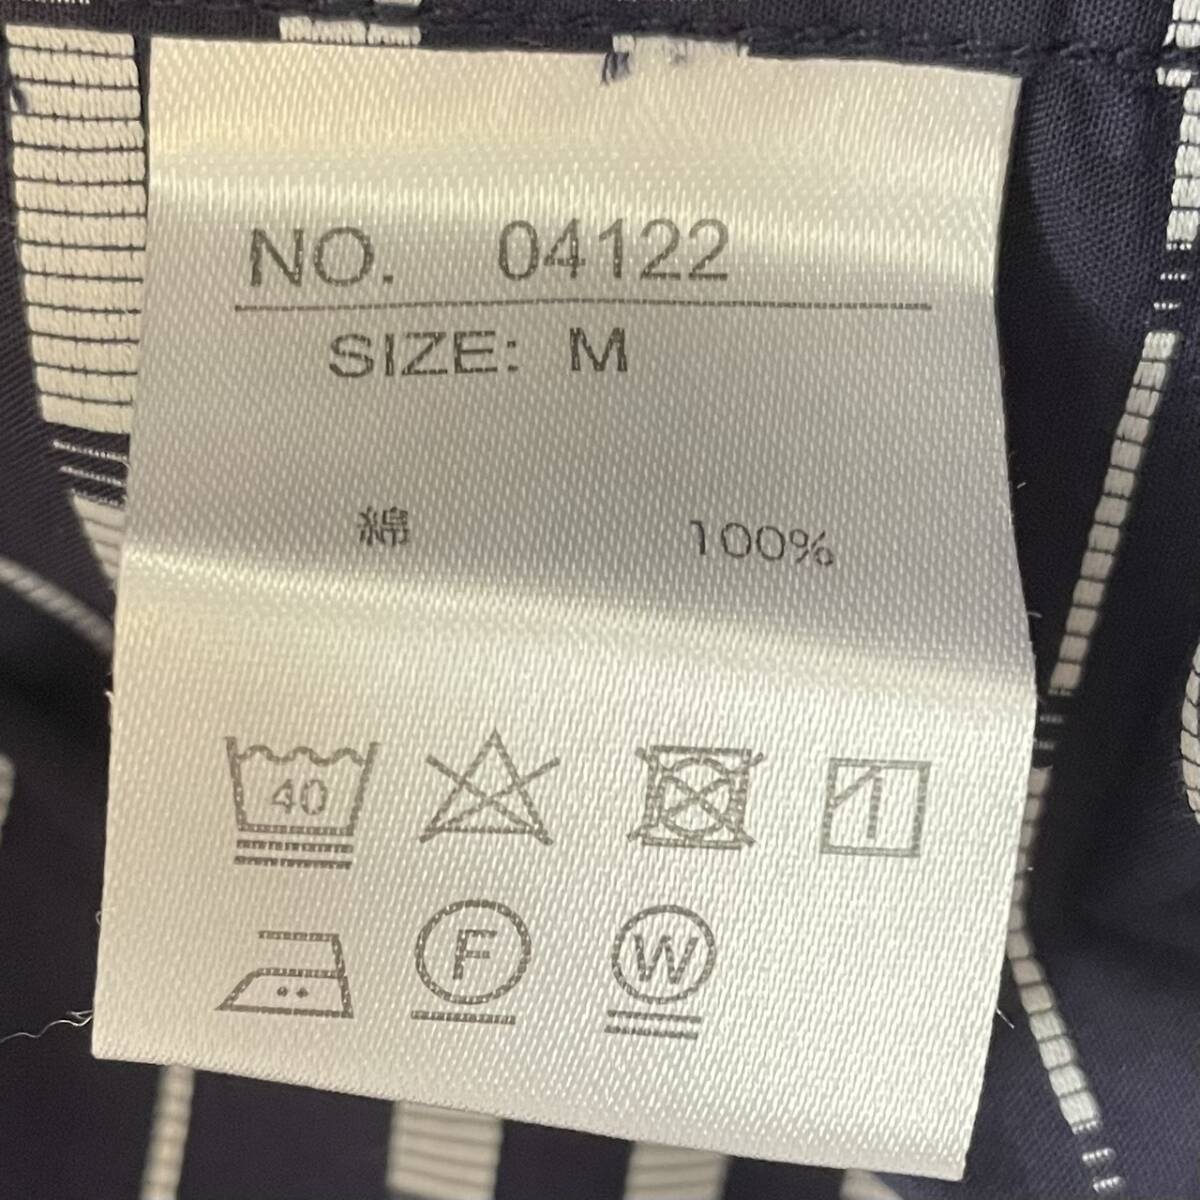 NO. 04122
SIZE: M
綿 100%
40
F
W